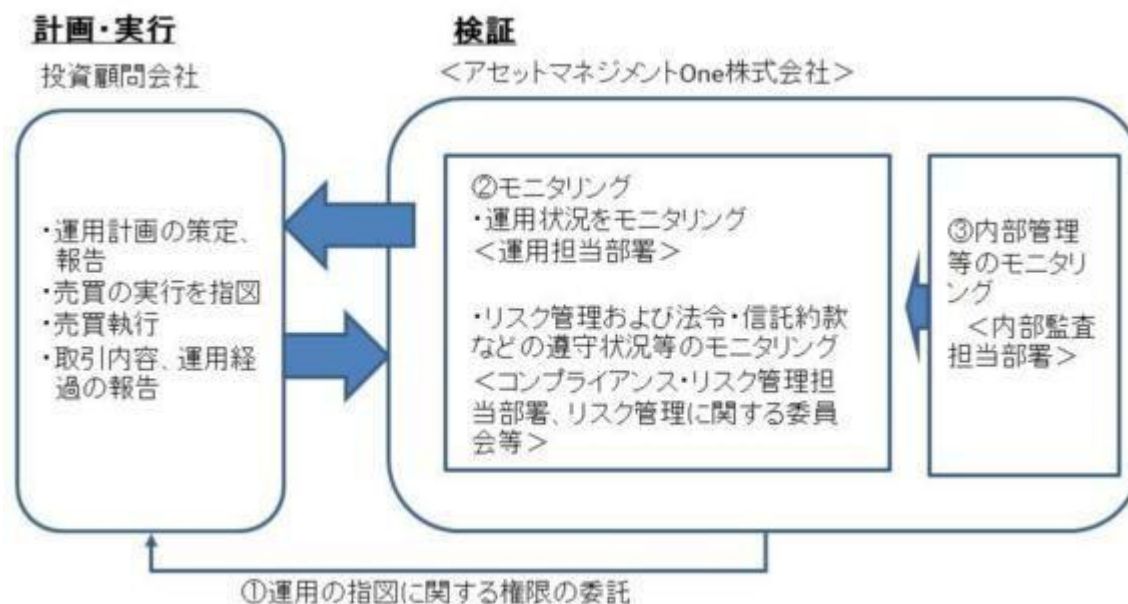 計画・実行
投資顧問会社
・運用計画の策定、
報告
・売買の実行を指図
・売買執行
・取引内容、運用経
過の報告
検証
＜アセットマネジメントOne株式会社＞
②モニタリング
・運用状況をモニタリング
＜運用担当部署＞
・リスク管理および法令・信託約款
などの遵守状況等のモニタリング
＜コンプライアンス・リスク管理担
当部署、リスク管理に関する委員
会等＞
③内部管理
等のモニタリ
ング
＜内部監査
担当部署＞
①運用の指図に関する権限の委託